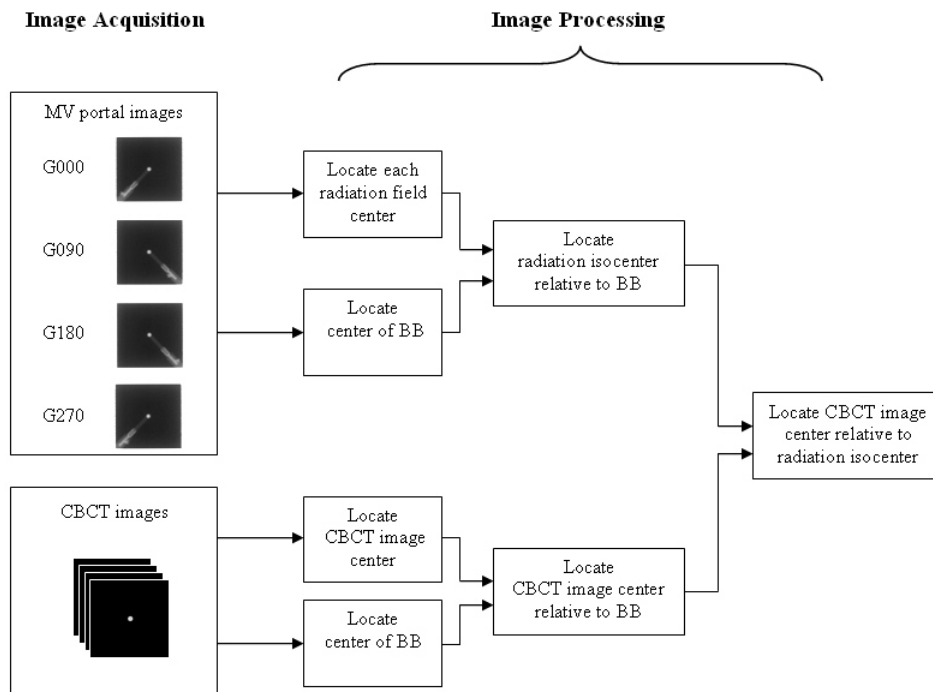 Image Acquisition
Image Processing
MV portal images
G000
G090
G180
G270
Locate each
radiation field
center
Locate
center of BB
Locate
radiation isocenter
relative to BB
Locate CBCT image
center relative to
radiation isocenter
CBCT images
Locate
CBCT image
center
Locate
center of BB
Locate
CBCT image center
relative to BB